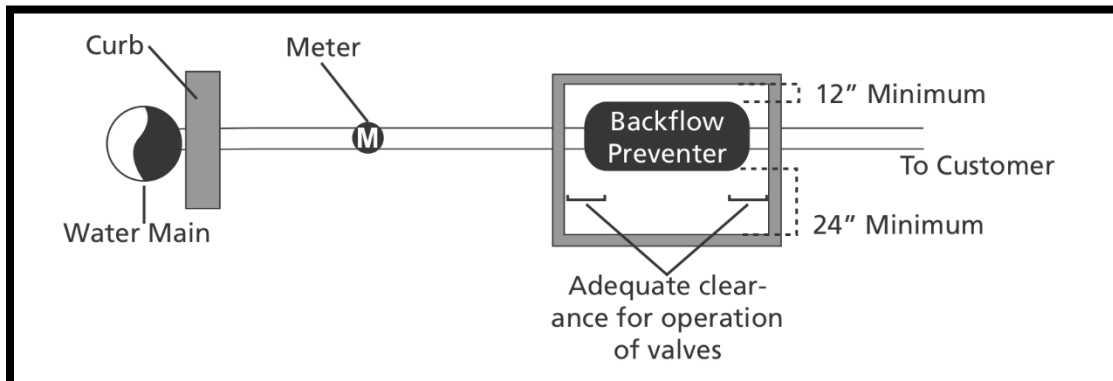 Curb
Meter
12” Minimum
Backflow
Preventer
M
To Customer
Water Main
24” Minimum
Adequate clear-
ance for operation
of valves